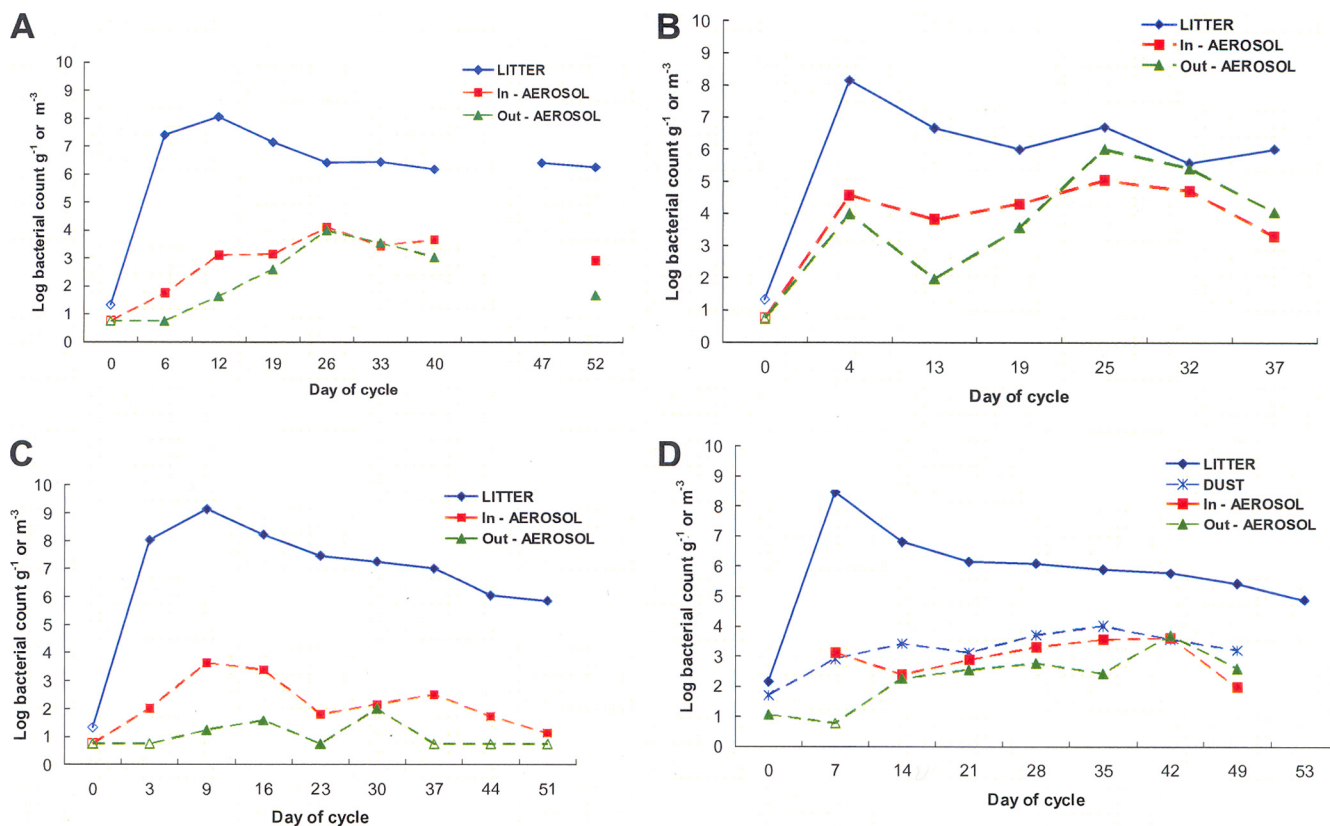 A
LITTER
In - AEROSOL
Out - AEROSOL
Log bacterial count g⁻¹ or m⁻³
10
9
8
7
6
5
4
3
2
1
0
0 6 12 19 26 33 40 47 52
Day of cycle
B
LITTER
In - AEROSOL
Out - AEROSOL
Log bacterial count g⁻¹ or m⁻³
10
9
8
7
6
5
4
3
2
1
0
0 4 13 19 25 32 37
Day of cycle
C
LITTER
In - AEROSOL
Out - AEROSOL
Log bacterial count g⁻¹ or m⁻³
10
9
8
7
6
5
4
3
2
1
0
0 3 9 16 23 30 37 44 51
Day of cycle
D
LITTER
DUST
In - AEROSOL
Out - AEROSOL
Log bacterial count g⁻¹ or m⁻³
10
9
8
7
6
5
4
3
2
1
0
0 7 14 21 28 35 42 49 53
Day of cycle